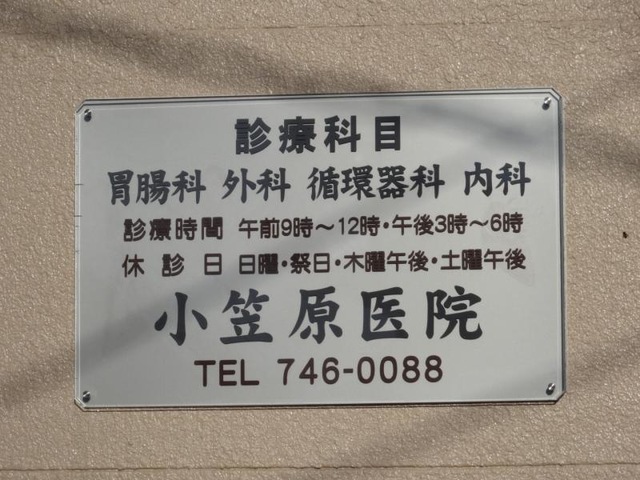 診療科目
胃腸科 外科 循環器科 内科
診療時間 午前9時～12時・午後3時～6時
休診日 日曜・祭日・木曜午後・土曜午後
小笠原医院
TEL 746-0088